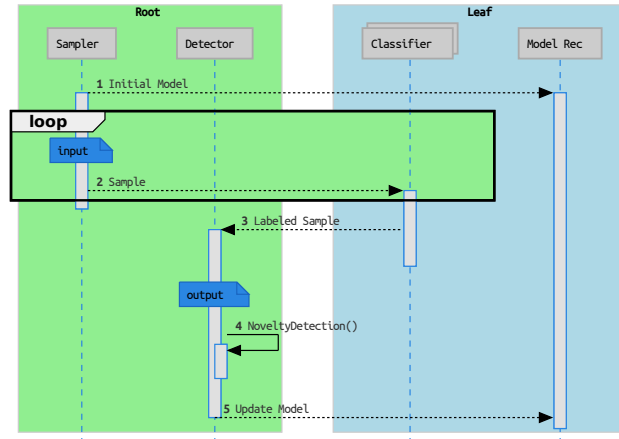 Root
Leaf
Sampler
Detector
Classifier
Model Rec
1 Initial Model
loop
input
2 Sample
3 Labeled Sample
output
4 NoveltyDetection()
5 Update Model